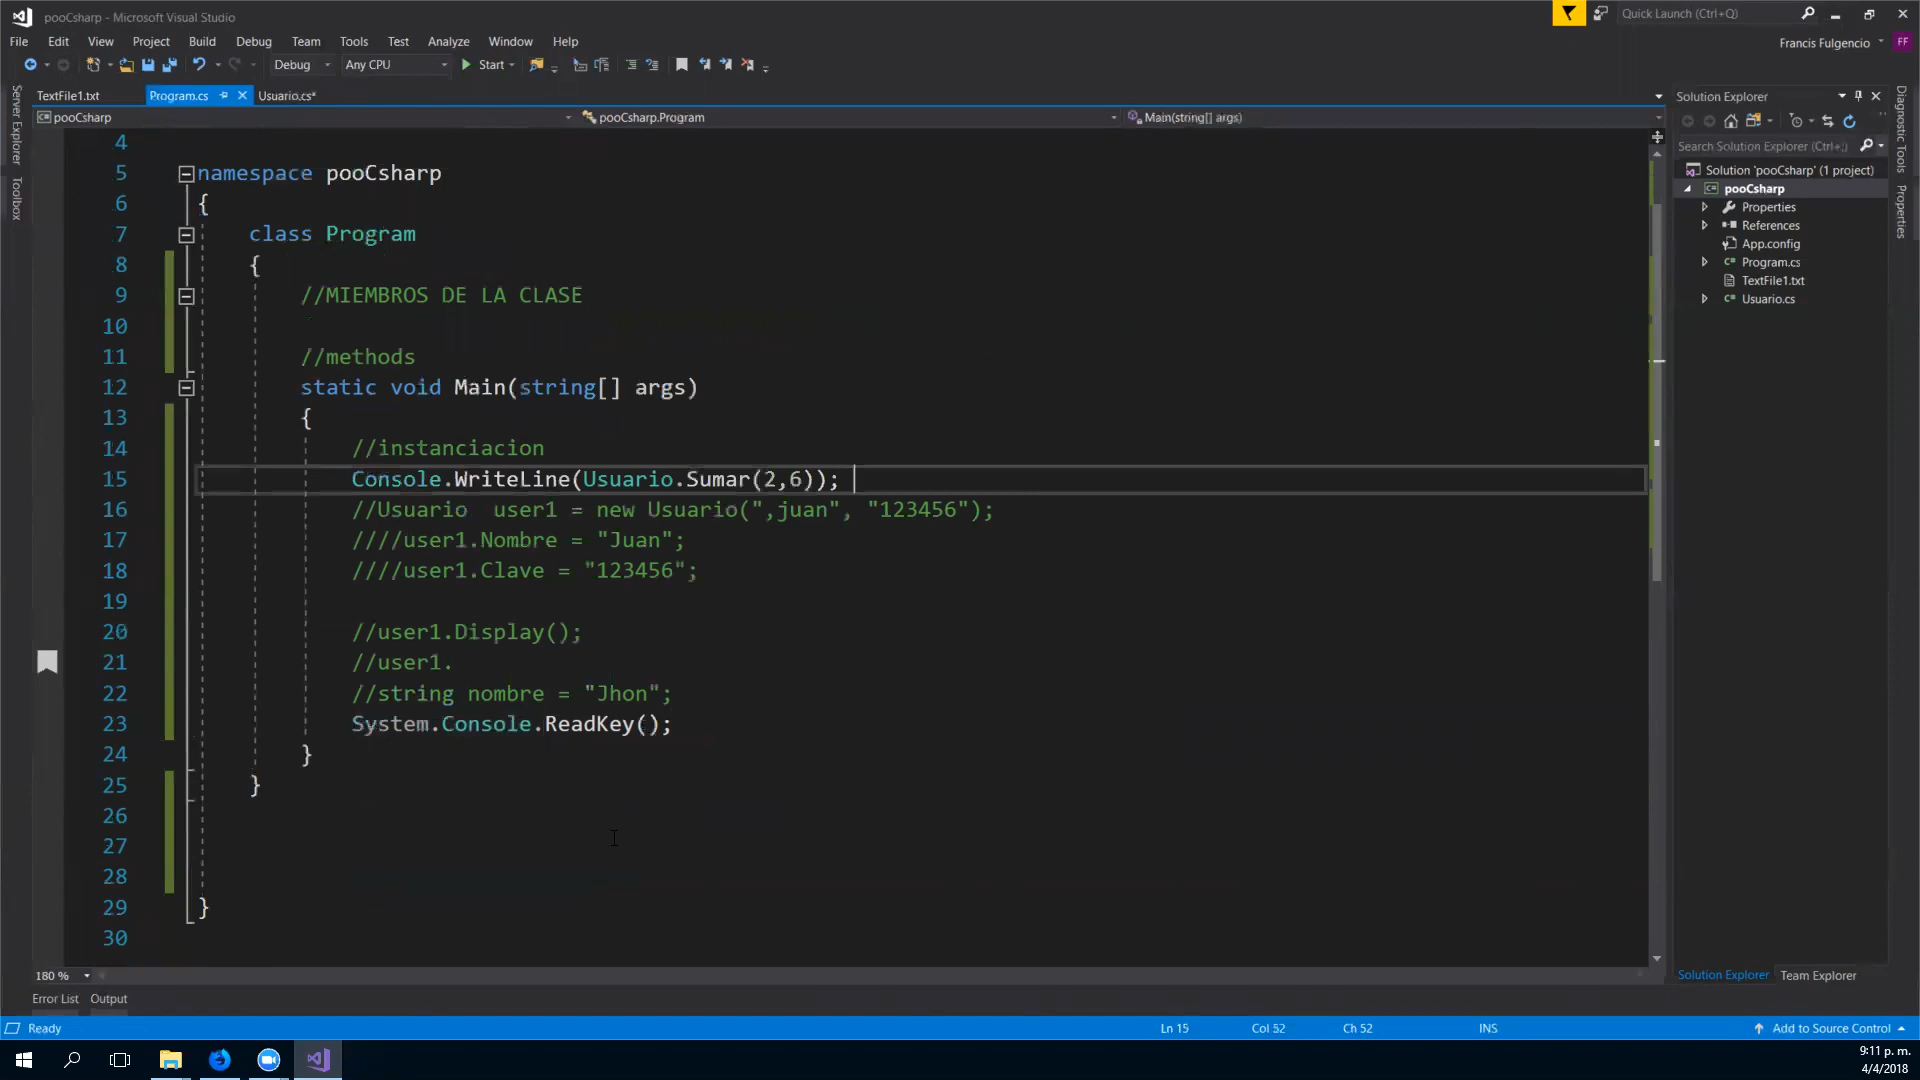 pooCsharp - Microsoft Visual Studio
Quick Launch (Ctrl+Q)
File Edit View Project Build Debug Team Tools Test Analyze Window Help
Francis Fulgencio FF
Debug Any CPU Start
TextFile1.txt Program.cs Usuario.cs*
pooCsharp pooCsharp.Program Main(string[] args)
Server Explorer
Toolbox
4
5 namespace pooCsharp
6 {
7 class Program
8 {
9 //MIEMBROS DE LA CLASE
10
11 //methods
12 static void Main(string[] args)
13 {
14 //instanciacion
15 Console.WriteLine(Usuario.Sumar(2,6));
16 //Usuario  user1 = new Usuario(",juan", "123456");
17 ////user1.Nombre = "Juan";
18 ////user1.Clave = "123456";
19
20 //user1.Display();
21 //user1.
22 //string nombre = "Jhon";
23 System.Console.ReadKey();
24 }
25 }
26
27
28
29 }
30
180 %
Solution Explorer
Search Solution Explorer (Ctrl+;)
Solution 'pooCsharp' (1 project)
pooCsharp
Properties
References
App.config
Program.cs
TextFile1.txt
Usuario.cs
Solution Explorer Team Explorer
Diagnostic Tools
Properties
Error List Output
Ready Ln 15 Col 52 Ch 52 INS Add to Source Control
9:11 p. m.
4/4/2018